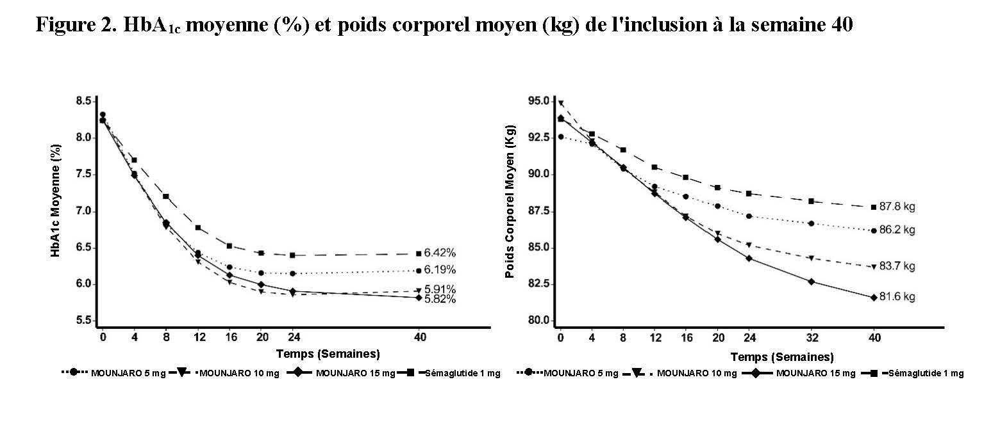 Figure 2. HbA1c moyenne (%) et poids corporel moyen (kg) de l'inclusion à la semaine 40
HbA1c Moyenne (%)
8.5
8.0
7.5
7.0
6.5
6.0
5.5
6.42%
6.19%
5.91%
5.82%
0 4 8 12 16 20 24 40
Temps (Semaines)
MOUNJARO 5 mg MOUNJARO 10 mg MOUNJARO 15 mg Sémaglutide 1 mg
Poids Corporel Moyen (Kg)
95.0
92.5
90.0
87.5
85.0
82.5
80.0
87.8 kg
86.2 kg
83.7 kg
81.6 kg
0 4 8 12 16 20 24 32 40
Temps (Semaines)
MOUNJARO 5 mg MOUNJARO 10 mg MOUNJARO 15 mg Sémaglutide 1 mg